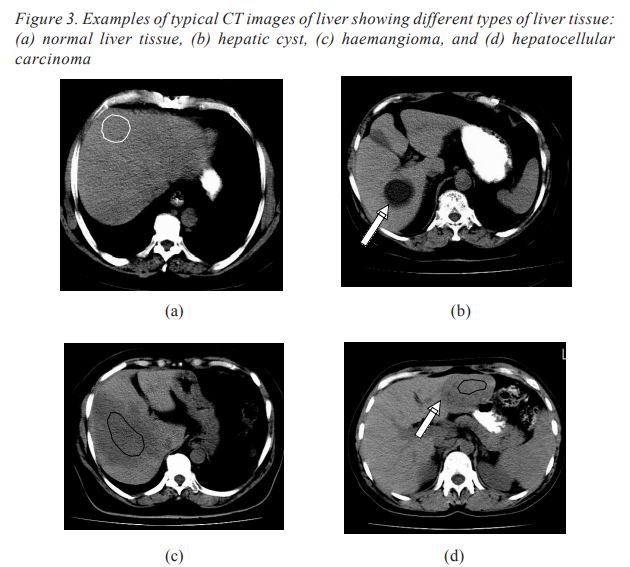 Figure 3. Examples of typical CT images of liver showing different types of liver tissue:
(a) normal liver tissue, (b) hepatic cyst, (c) haemangioma, and (d) hepatocellular
carcinoma
(a)
(b)
L
(c)
(d)